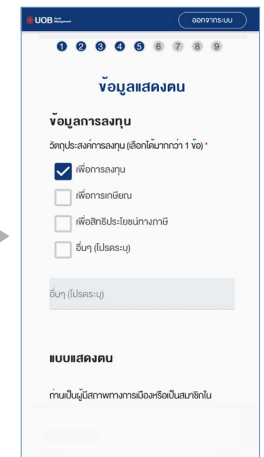 UOB Asset Management
ออกจากระบบ
1 2 3 4 5 6 7 8 9
ข้อมูลแสดงตน
ข้อมูลการลงทุน
วัตถุประสงค์การลงทุน (เลือกได้มากกว่า 1 ข้อ) *
เพื่อการลงทุน
เพื่อการเกษียณ
เพื่อสิทธิประโยชน์ทางภาษี
อื่นๆ (โปรดระบุ)
อื่นๆ (โปรดระบุ)
แบบแสดงตน
ท่านเป็นผู้มีสถานภาพทางการเมืองหรือเป็นสมาชิกใน